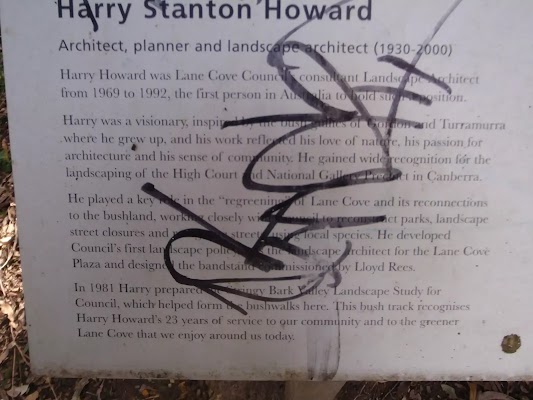 Harry Stanton Howard
Architect, planner and landscape architect (1930-2000)
Harry Howard was Lane Cove Council's consultant Landscape Architect
from 1969 to 1992, the first person in Australia to hold such a position.
Harry was a visionary, inspired by the bush gullies of Gordon and Turramurra
where he grew up, and his work reflected his love of nature, his passion for
architecture and his sense of community. He gained wide recognition for the
landscaping of the High Court and National Gallery Precinct in Canberra.
He played a key role in the "regreening" of Lane Cove and its reconnections
to the bushland, working closely with Council to reconstruct parks, landscape
street closures and streets using local species. He developed
Council's first landscape policy, was the landscape architect for the Lane Cove
Plaza and designed the bandstand commissioned by Lloyd Rees.
In 1981 Harry prepared Bark Valley Landscape Study for
Council, which helped form the bushwalks here. This bush track recognises
Harry Howard's 23 years of service to our community and to the greener
Lane Cove that we enjoy around us today.